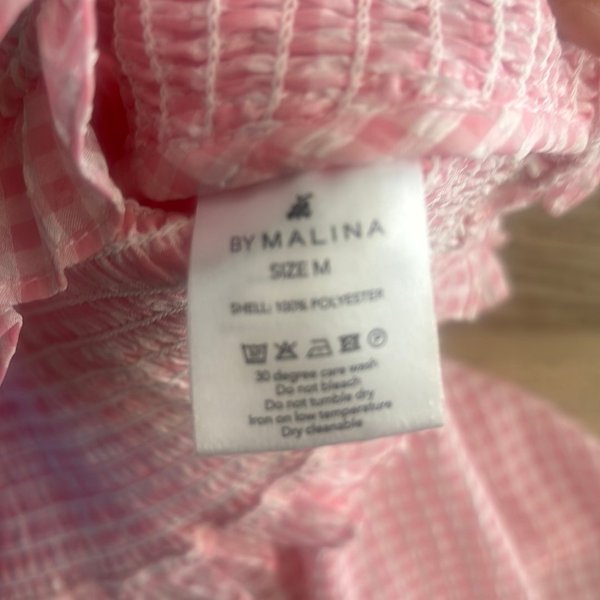 BY MALINA
SIZE M
SHELL: 100% POLYESTER
30 degree care wash
Do not bleach
Do not tumble dry
Iron on low temperature
Dry cleanable